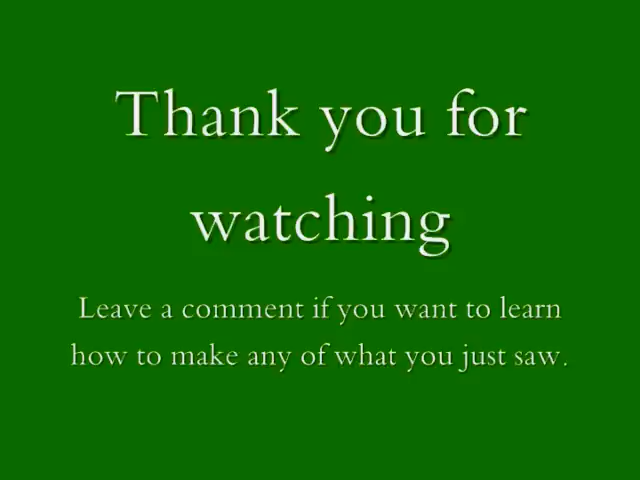 Thank you for
watching
Leave a comment if you want to learn
how to make any of what you just saw.